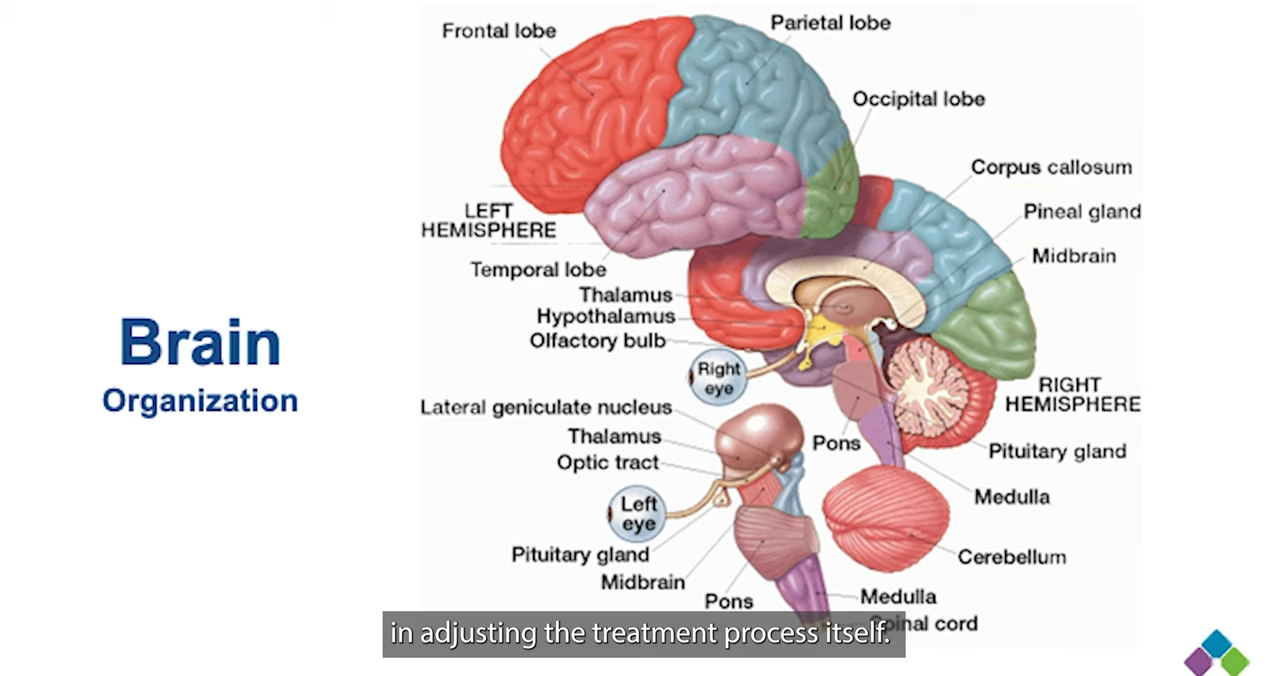 Frontal lobe
Parietal lobe
Occipital lobe
Corpus callosum
Pineal gland
Midbrain
LEFT
HEMISPHERE
Temporal lobe
Thalamus
Hypothalamus
Olfactory bulb
Right
eye
RIGHT
HEMISPHERE
Brain
Organization
Lateral geniculate nucleus
Thalamus
Optic tract
Pons
Pituitary gland
Medulla
Left
eye
Pituitary gland
Midbrain
Pons
Cerebellum
Medulla
cord
in adjusting the treatment process itself.